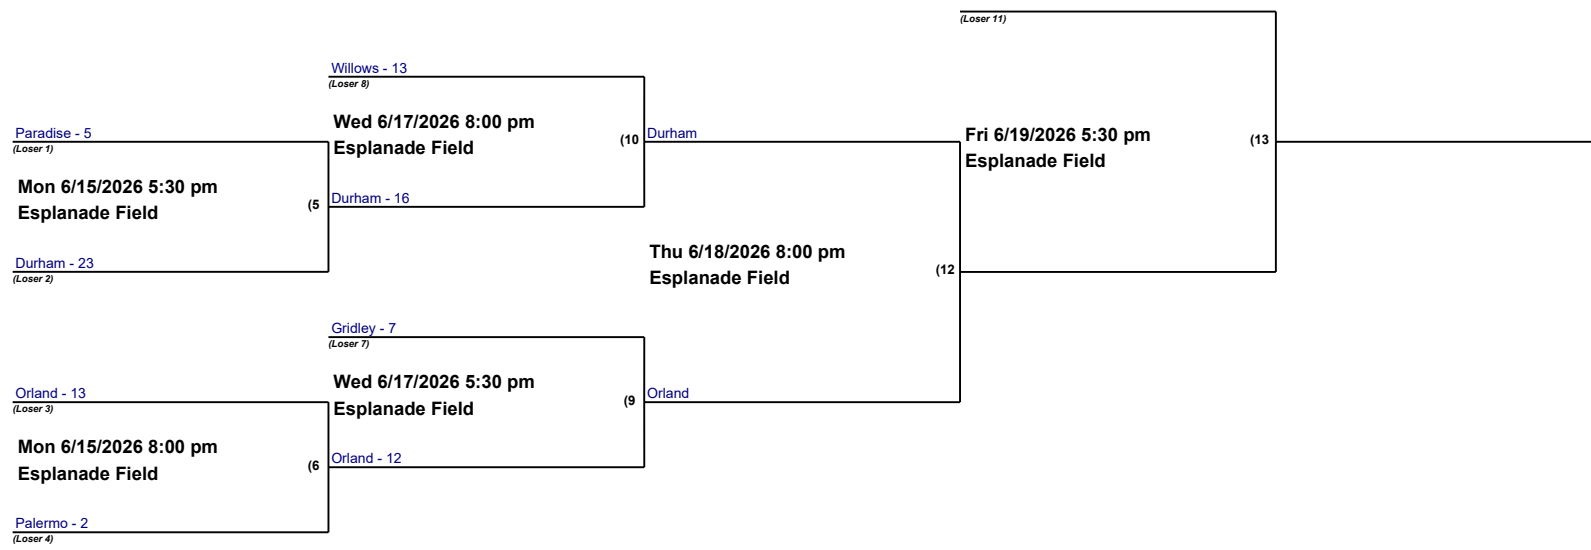 (Loser 11)
Willows - 13
(Loser 8)
Wed 6/17/2026 8:00 pm
Esplanade Field
(10
Paradise - 5
(Loser 1)
Durham
Fri 6/19/2026 5:30 pm
Esplanade Field
(13
Mon 6/15/2026 5:30 pm
Esplanade Field
(5
Durham - 16
Durham - 23
(Loser 2)
Thu 6/18/2026 8:00 pm
Esplanade Field
(12
Gridley - 7
(Loser 7)
Wed 6/17/2026 5:30 pm
Esplanade Field
(9
Orland - 13
(Loser 3)
Orland
Mon 6/15/2026 8:00 pm
Esplanade Field
(6
Orland - 12
Palermo - 2
(Loser 4)